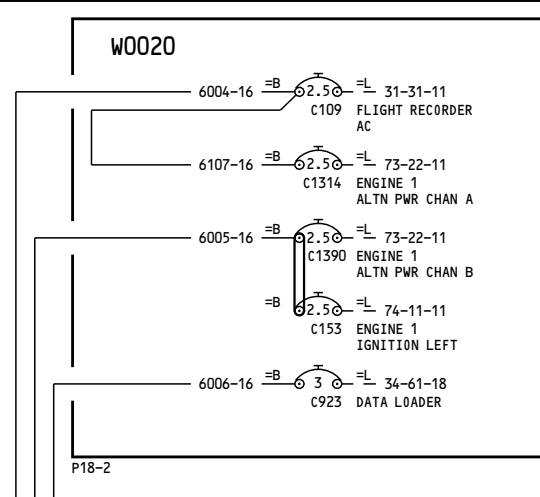 W0020
6004-16 =B 2.5 =L 31-31-11
C109 FLIGHT RECORDER
AC
6107-16 =B 2.5 =L 73-22-11
C1314 ENGINE 1
ALTN PWR CHAN A
6005-16 =B 2.5 =L 73-22-11
C1390 ENGINE 1
ALTN PWR CHAN B
=B 2.5 =L 74-11-11
C153 ENGINE 1
IGNITION LEFT
6006-16 =B 3 =L 34-61-18
C923 DATA LOADER
P18-2